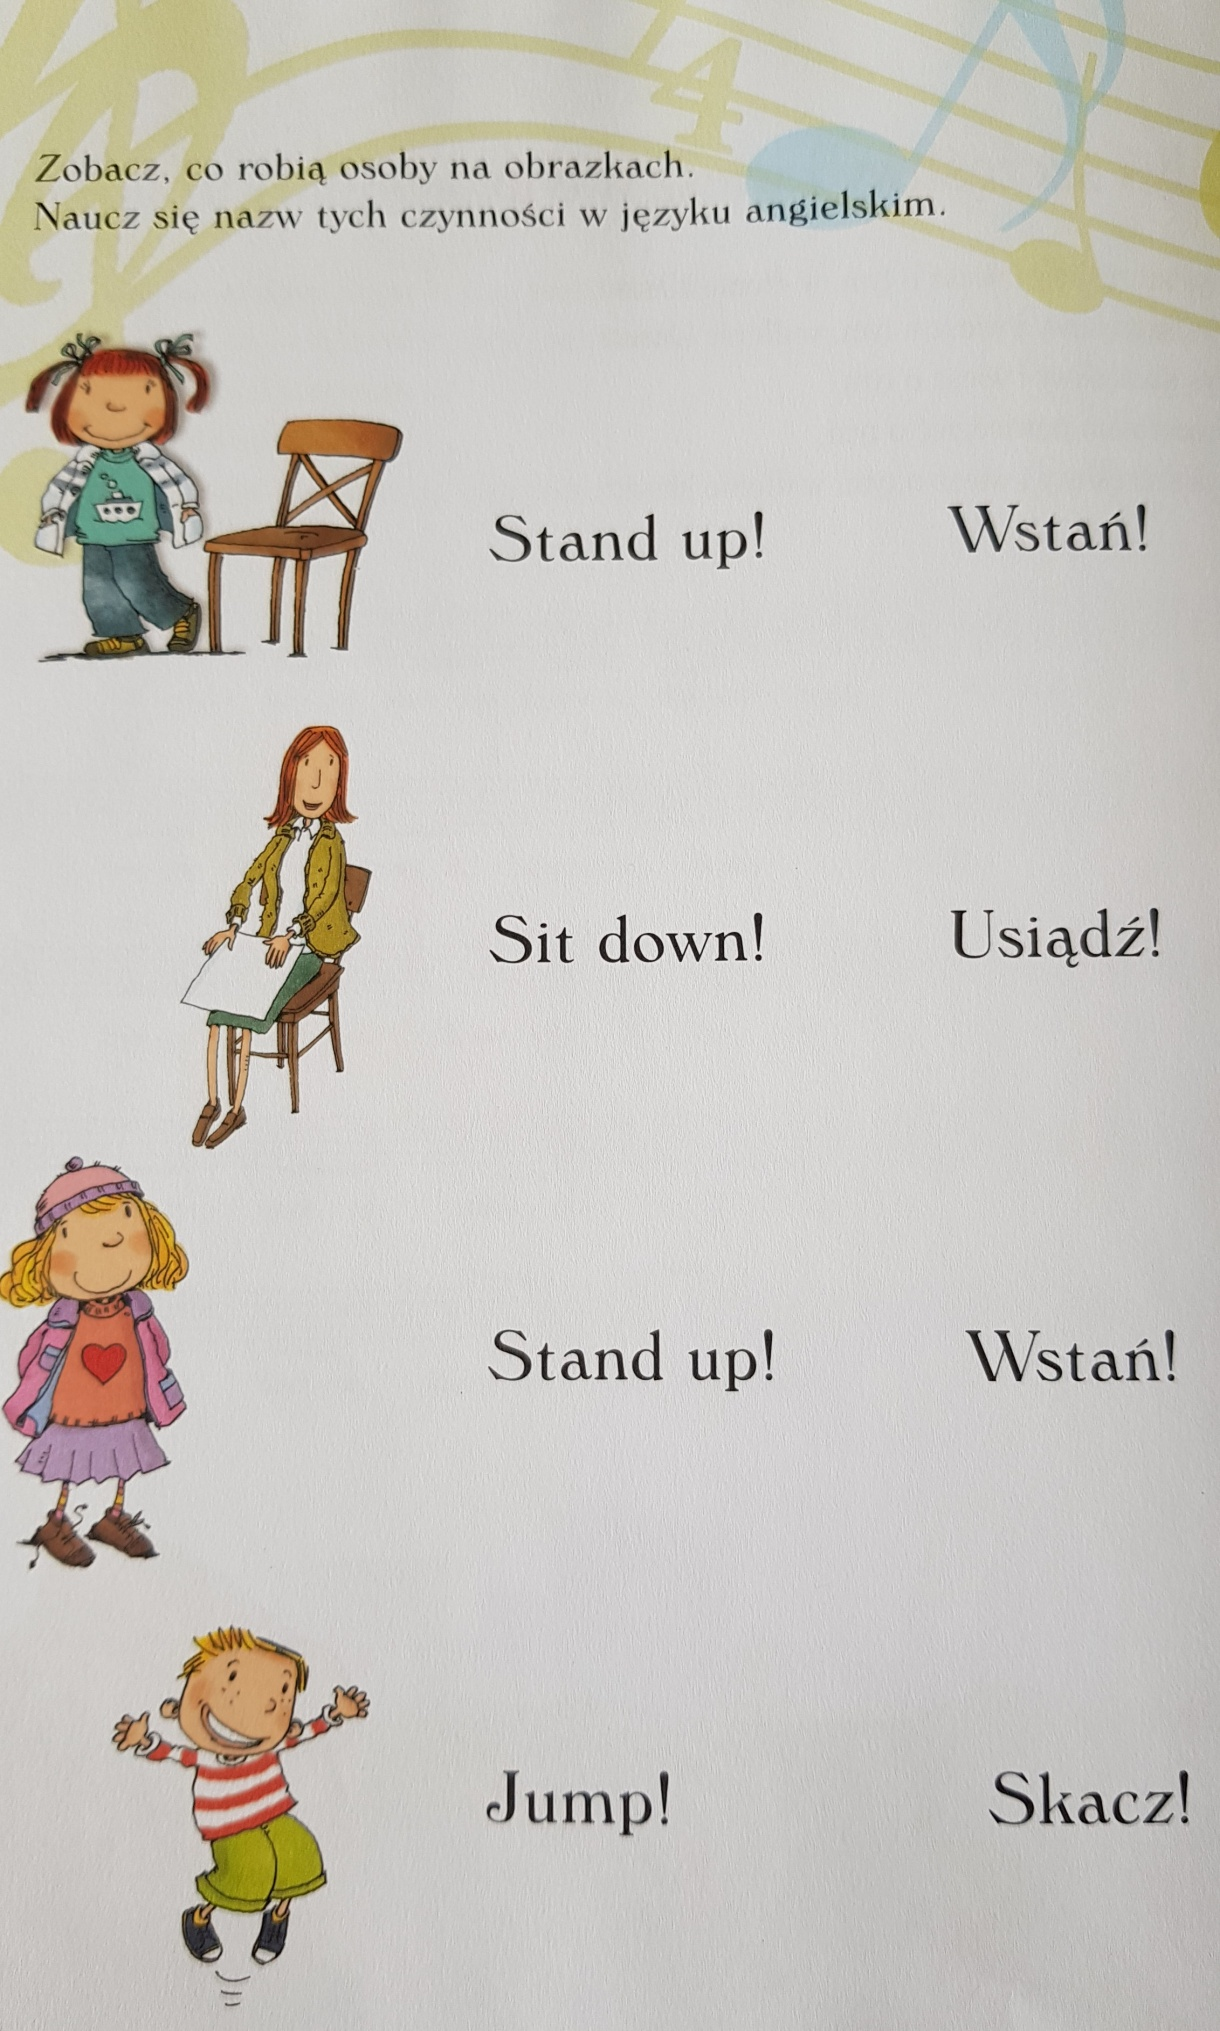 4
Zobacz, co robią osoby na obrazkach.
Naucz się nazw tych czynności w języku angielskim.
Stand up! Wstań!
Sit down! Usiądź!
Stand up! Wstań!
Jump! Skacz!